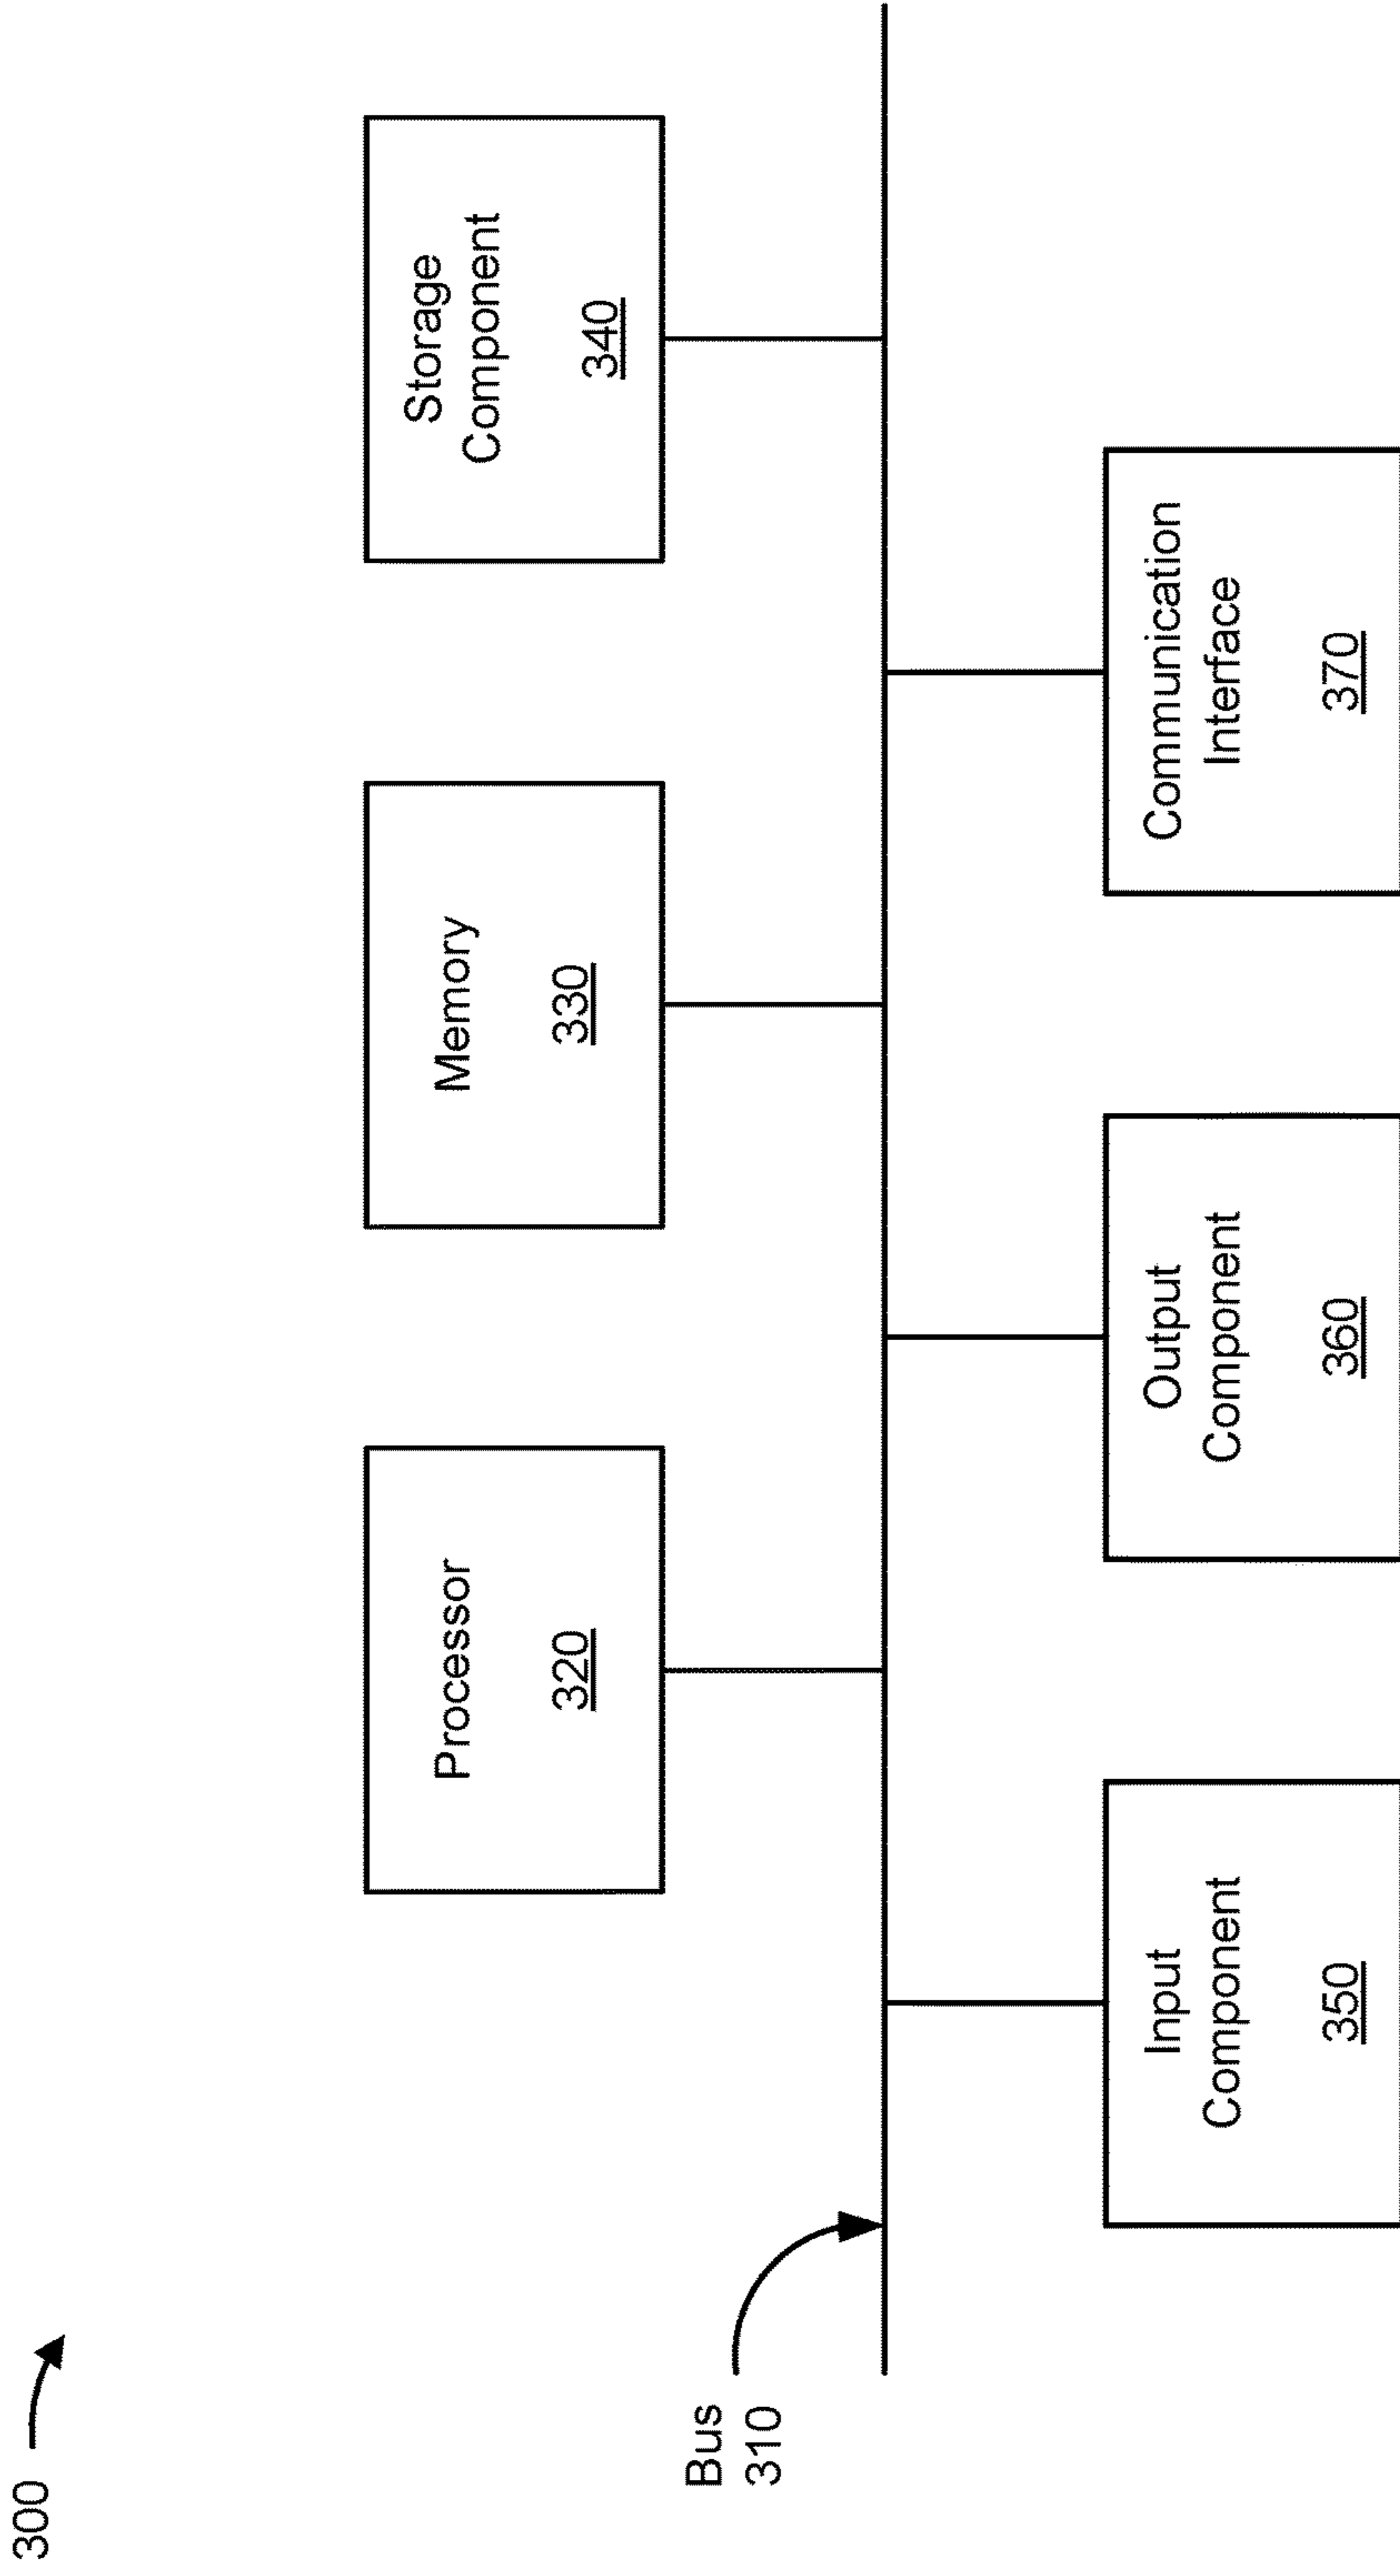 300
Processor
320
Memory
330
Storage
Component
340
Bus
310
Input
Component
350
Output
Component
360
Communication
Interface
370